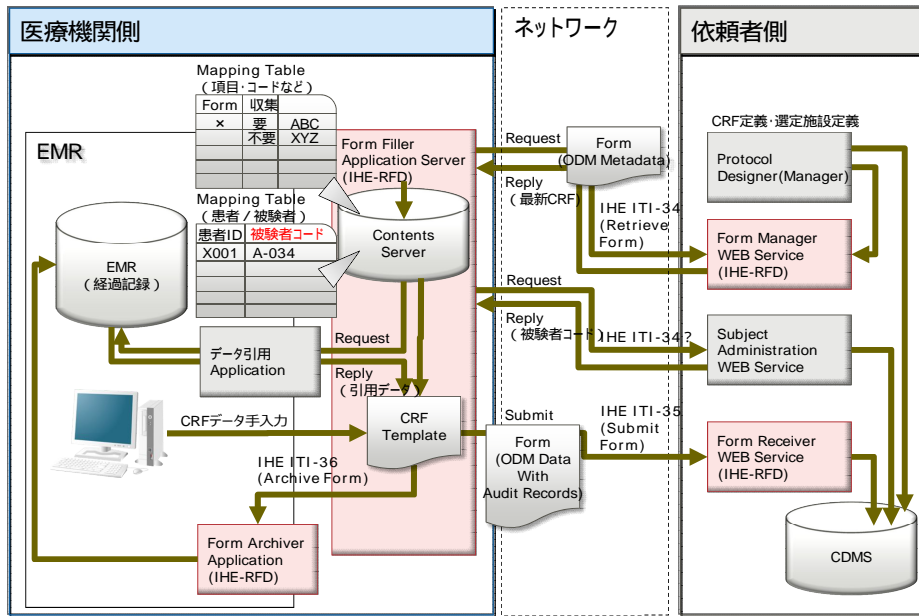 医療機関側
ネットワーク
依頼者側
Mapping Table
(項目・コードなど)
Form 収集
× 要 ABC
不要 XYZ
EMR
Form Filler
Application Server
(IHE-RFD)
Mapping Table
(患者/被験者)
患者ID 被験者コード
X001 A-034
Contents
Server
EMR
(経過記録)
データ引用
Application
Request
Reply
(引用データ)
CRFデータ手入力
CRF
Template
IHE ITI-36
(Archive Form)
Form Archiver
Application
(IHE-RFD)
Request
Form
(ODM Metadata)
Reply
(最新CRF)
IHE ITI-34
(Retrieve
Form)
Request
Reply
(被験者コード)
IHE ITI-34?
Submit
IHE ITI-35
(Submit
Form)
Form
(ODM Data
With
Audit Records)
CRF定義・選定施設定義
Protocol
Designer(Manager)
Form Manager
WEB Service
(IHE-RFD)
Subject
Administration
WEB Service
Form Receiver
WEB Service
(IHE-RFD)
CDMS